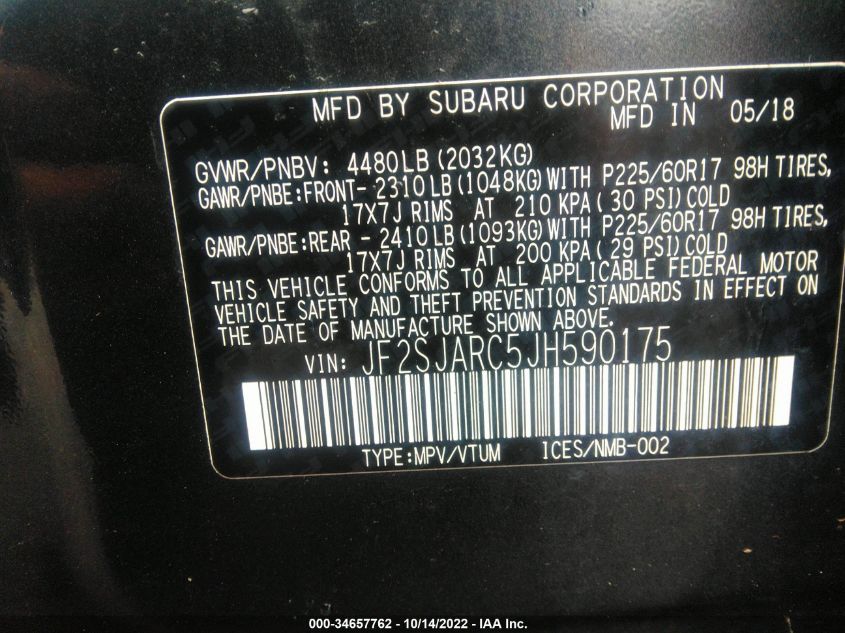 MFD BY SUBARU CORPORATION
MFD IN 05/18
GVWR/PNBV: 4480LB(2032KG)
GAWR/PNBE:FRONT- 2310LB(1048KG)WITH P225/60R17 98H TIRES,
17X7J RIMS AT 210 KPA( 30 PSI)COLD
GAWR/PNBE:REAR - 2410LB(1093KG)WITH P225/60R17 98H TIRES,
17X7J RIMS AT 200 KPA( 29 PSI)COLD
THIS VEHICLE CONFORMS TO ALL APPLICABLE FEDERAL MOTOR
VEHICLE SAFETY AND THEFT PREVENTION STANDARDS IN EFFECT ON
THE DATE OF MANUFACTURE SHOWN ABOVE.
VIN: JF2SJARC5JH590175
TYPE:MPV/VTUM ICES/NMB-002
000-34657762 - 10/14/2022 - IAA Inc.